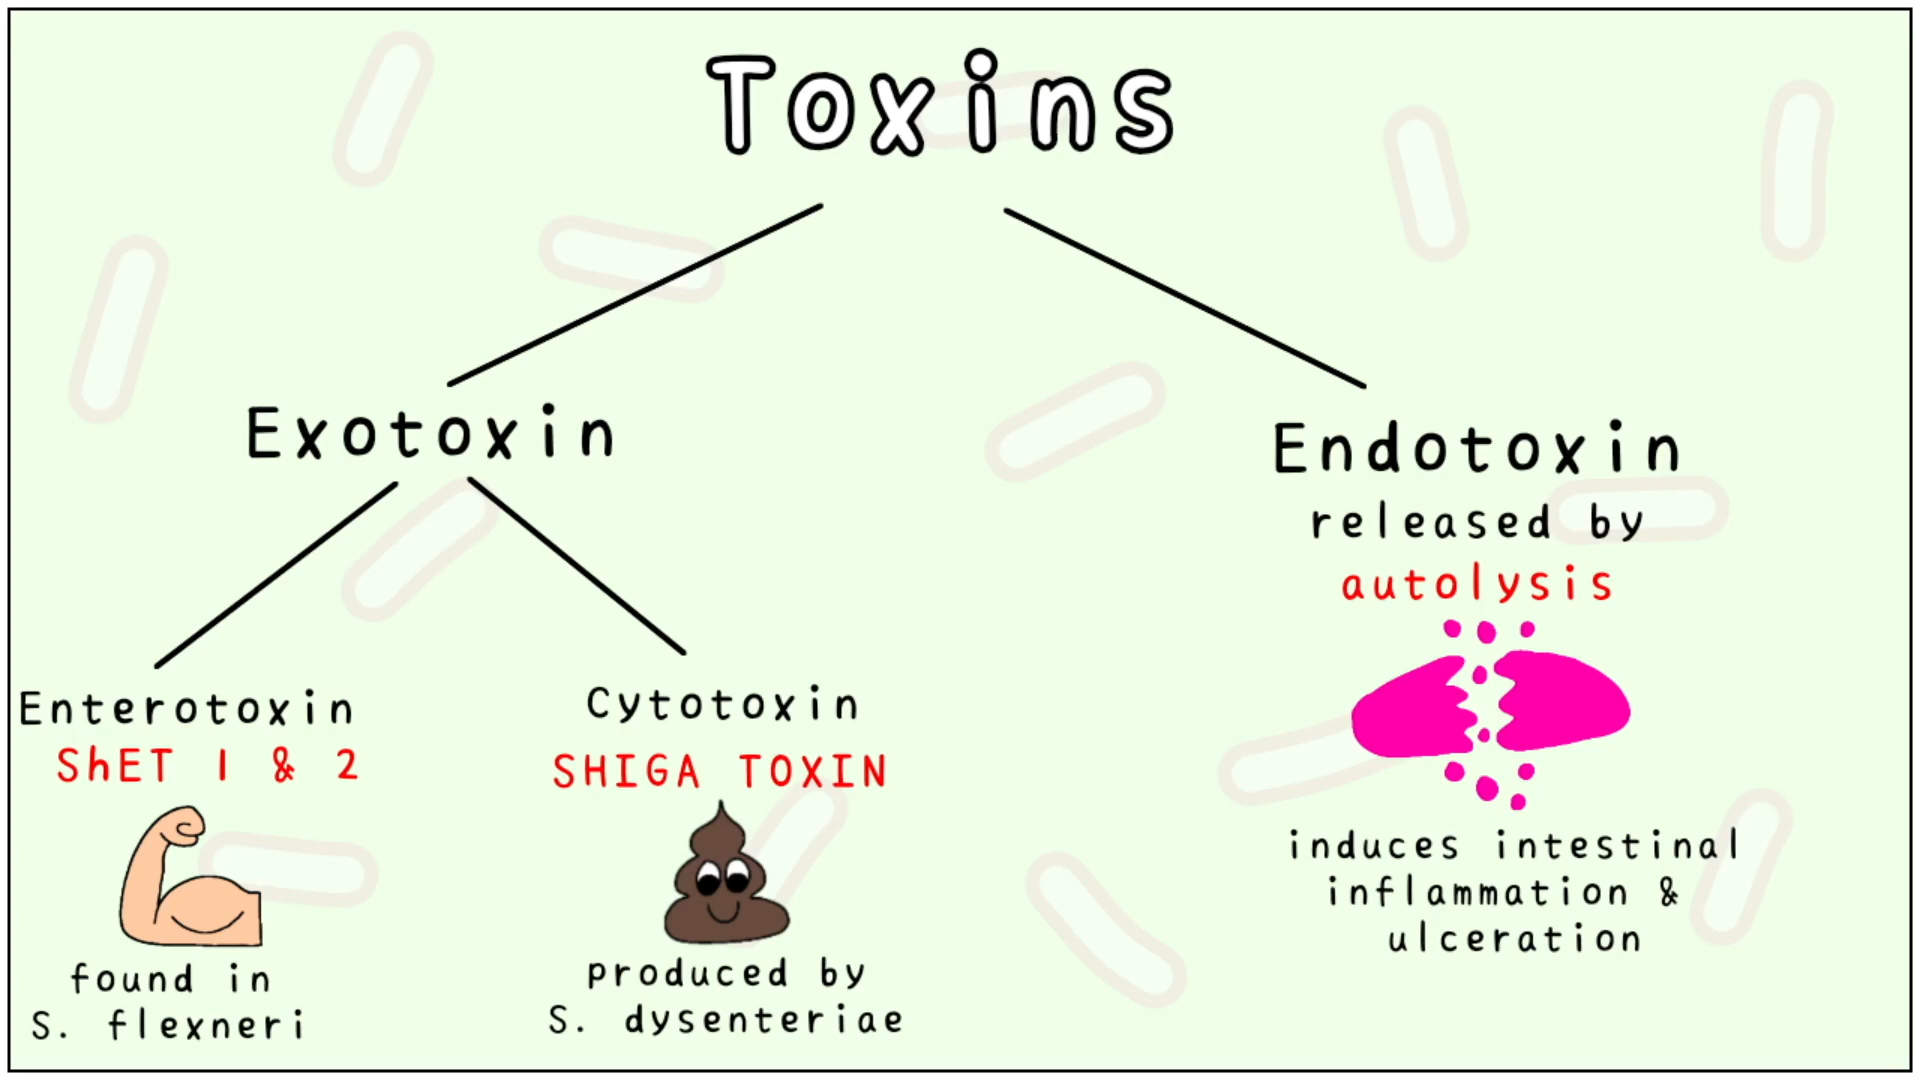 Toxins
Exotoxin
Enterotoxin
ShET 1 & 2
found in
S. flexneri
Cytotoxin
SHIGA TOXIN
produced by
S. dysenteriae
Endotoxin
released by
autolysis
induces intestinal
inflammation &
ulceration